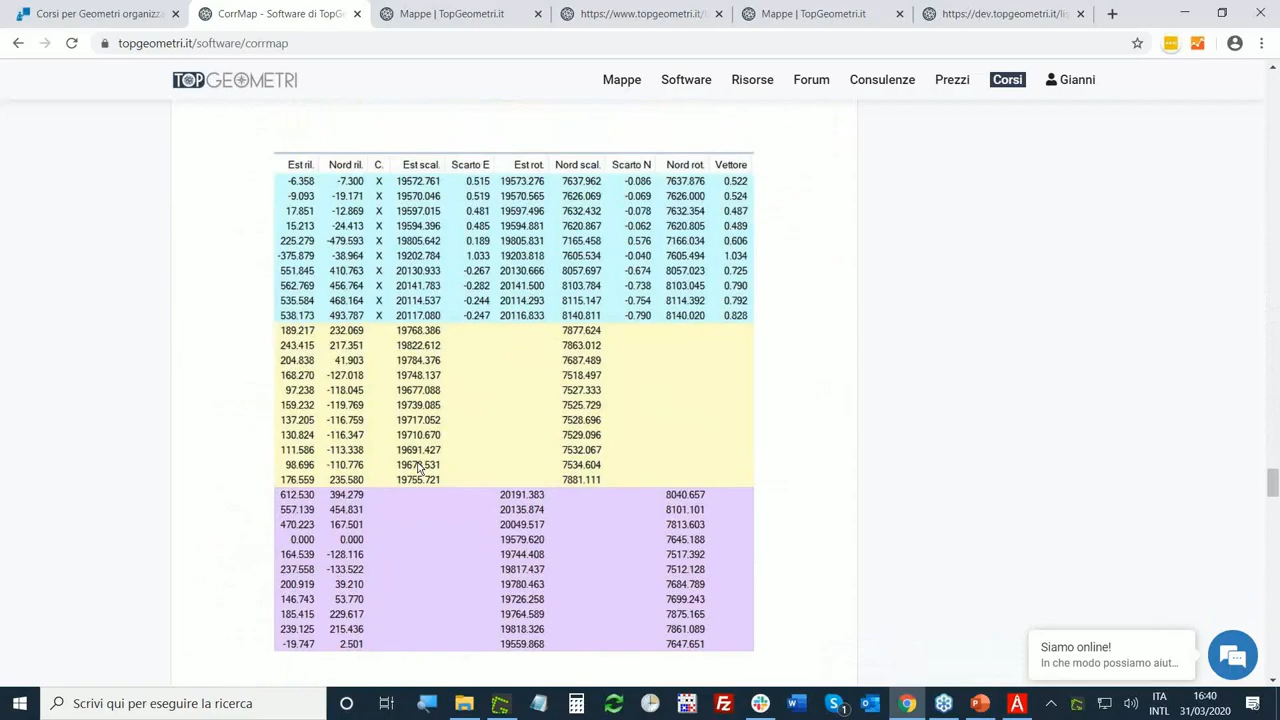 Corsi per Geometri organizza
CorrMap - Software di TopGe
Mappe | TopGeometri.it
https://www.topgeometri.it/l
Mappe | TopGeometri.it
https://dev.topgeometri.it/lis
topgeometri.it/software/corrmap
TOPGEOMETRI
Mappe Software Risorse Forum Consulenze Prezzi Corsi Gianni
Est ril. Nord ril. C. Est scal. Scarto E Est rot. Nord scal. Scarto N Nord rot. Vettore
-6.358 -7.300 X 19572.761 0.515 19573.276 7637.962 -0.086 7637.876 0.522
-9.093 -19.171 X 19570.046 0.519 19570.565 7626.069 -0.069 7626.000 0.524
17.851 -12.869 X 19597.015 0.481 19597.496 7632.432 -0.078 7632.354 0.487
15.213 -24.413 X 19594.396 0.485 19594.881 7620.867 -0.062 7620.805 0.489
225.279 -479.593 X 19805.642 0.189 19805.831 7165.458 0.576 7166.034 0.606
-375.879 -38.964 X 19202.784 1.033 19203.818 7605.534 -0.040 7605.494 1.034
551.845 410.763 X 20130.933 -0.267 20130.666 8057.697 -0.674 8057.023 0.725
562.769 456.764 X 20141.783 -0.282 20141.500 8103.784 -0.738 8103.045 0.790
535.584 468.164 X 20114.537 -0.244 20114.293 8115.147 -0.754 8114.392 0.792
538.173 493.787 X 20117.080 -0.247 20116.833 8140.811 -0.790 8140.020 0.828
189.217 232.069 19768.386 7877.624
243.415 217.351 19822.612 7863.012
204.838 41.903 19784.376 7687.489
168.270 -127.018 19748.137 7518.497
97.238 -118.045 19677.088 7527.333
159.232 -119.769 19739.085 7525.729
137.205 -116.759 19717.052 7528.696
130.824 -116.347 19710.670 7529.096
111.586 -113.338 19691.427 7532.067
98.696 -110.776 7534.604
176.559 235.580 19755.721 7881.111
612.530 394.279 20191.383 8040.657
557.139 454.831 20135.874 8101.101
470.223 167.501 20049.517 7813.603
0.000 0.000 19579.620 7645.188
164.539 -128.116 19744.408 7517.392
237.558 -133.522 19817.437 7512.128
200.919 39.210 19780.463 7684.789
146.743 53.770 19726.258 7699.243
185.415 229.617 19764.589 7875.165
239.125 215.436 19818.326 7861.089
-19.747 2.501 19559.868 7647.651
Siamo online!
In che modo possiamo aiut...
Scrivi qui per eseguire la ricerca
ITA
INTL
16:40
31/03/2020